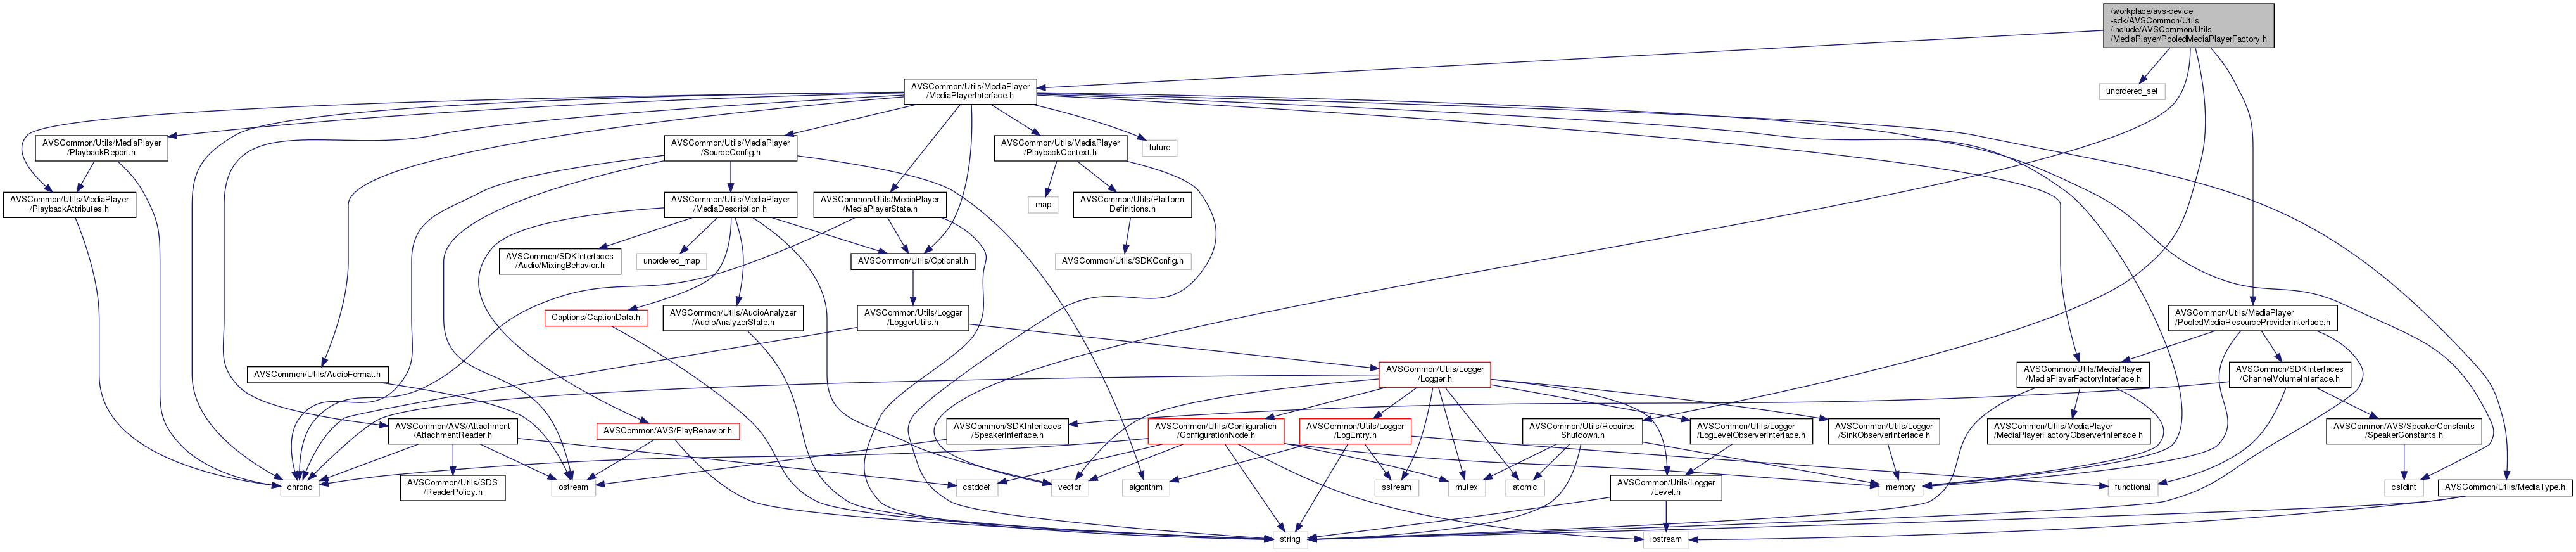 /workplace/avs-device
-sdk/AVSCommon/Utils
/include/AVSCommon/Utils
/MediaPlayer/PooledMediaPlayerFactory.h
AVSCommon/Utils/MediaPlayer
/MediaPlayerInterface.h
unordered_set
AVSCommon/Utils/MediaPlayer
/PlaybackReport.h
AVSCommon/Utils/MediaPlayer
/SourceConfig.h
AVSCommon/Utils/MediaPlayer
/PlaybackContext.h
future
AVSCommon/Utils/MediaPlayer
/PlaybackAttributes.h
AVSCommon/Utils/MediaPlayer
/MediaDescription.h
AVSCommon/Utils/MediaPlayer
/MediaPlayerState.h
map
AVSCommon/Utils/Platform
Definitions.h
AVSCommon/SDKInterfaces
/Audio/MixingBehavior.h
unordered_map
AVSCommon/Utils/Optional.h
AVSCommon/Utils/SDKConfig.h
Captions/CaptionData.h
AVSCommon/Utils/AudioAnalyzer
/AudioAnalyzerState.h
AVSCommon/Utils/Logger
/LoggerUtils.h
AVSCommon/Utils/MediaPlayer
/PooledMediaResourceProviderInterface.h
AVSCommon/Utils/AudioFormat.h
AVSCommon/Utils/Logger
/Logger.h
AVSCommon/Utils/MediaPlayer
/MediaPlayerFactoryInterface.h
AVSCommon/SDKInterfaces
/ChannelVolumeInterface.h
AVSCommon/AVS/Attachment
/AttachmentReader.h
AVSCommon/AVS/PlayBehavior.h
AVSCommon/SDKInterfaces
/SpeakerInterface.h
AVSCommon/Utils/Configuration
/ConfigurationNode.h
AVSCommon/Utils/Logger
/LogEntry.h
AVSCommon/Utils/Requires
Shutdown.h
AVSCommon/Utils/Logger
/LogLevelObserverInterface.h
AVSCommon/Utils/Logger
/SinkObserverInterface.h
AVSCommon/Utils/MediaPlayer
/MediaPlayerFactoryObserverInterface.h
AVSCommon/AVS/SpeakerConstants
/SpeakerConstants.h
chrono
AVSCommon/Utils/SDS
/ReaderPolicy.h
ostream
cstddef
vector
algorithm
sstream
mutex
atomic
AVSCommon/Utils/Logger
/Level.h
memory
functional
cstdint
AVSCommon/Utils/MediaType.h
string
iostream